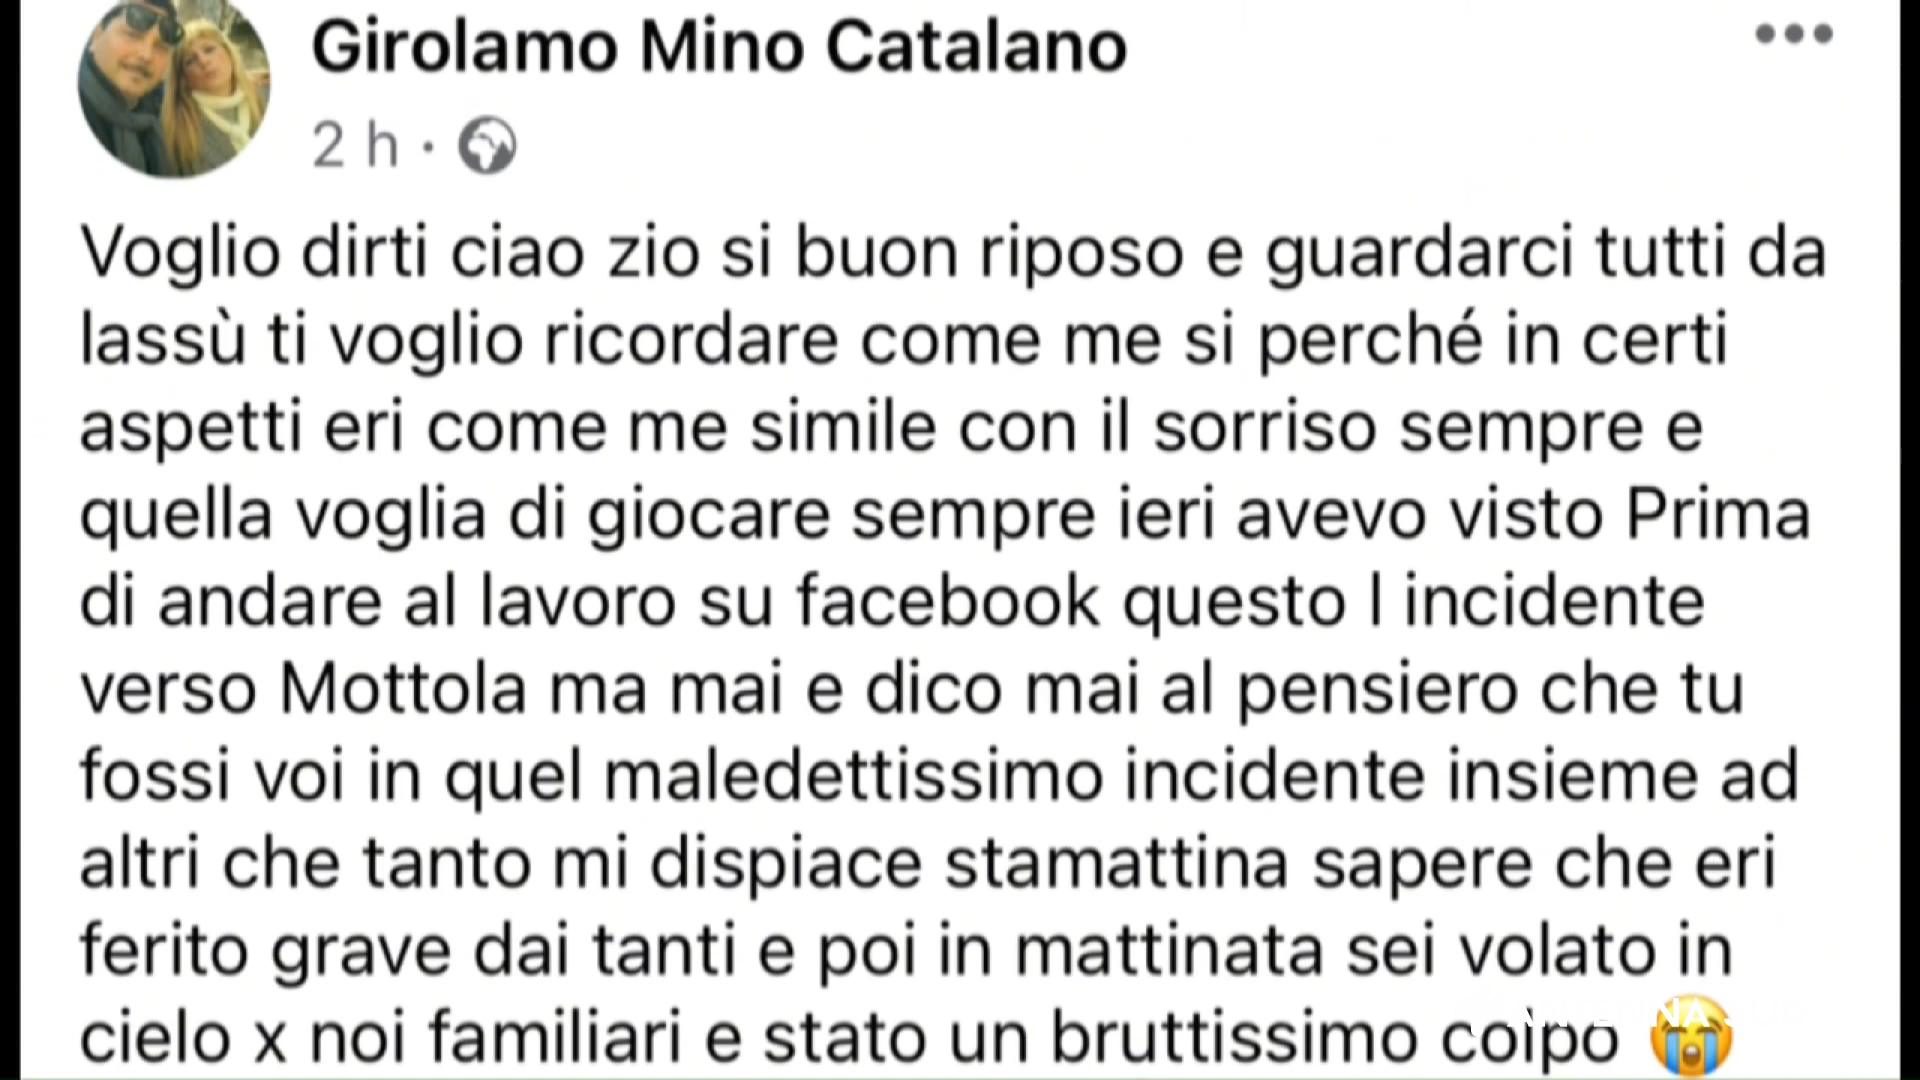 Girolamo Mino Catalano
2 h ·
Voglio dirti ciao zio si buon riposo e guardarci tutti da
lassù ti voglio ricordare come me si perché in certi
aspetti eri come me simile con il sorriso sempre e
quella voglia di giocare sempre ieri avevo visto Prima
di andare al lavoro su facebook questo l incidente
verso Mottola ma mai e dico mai al pensiero che tu
fossi voi in quel maledettissimo incidente insieme ad
altri che tanto mi dispiace stamattina sapere che eri
ferito grave dai tanti e poi in mattinata sei volato in
cielo x noi familiari e stato un bruttissimo colpo 😭